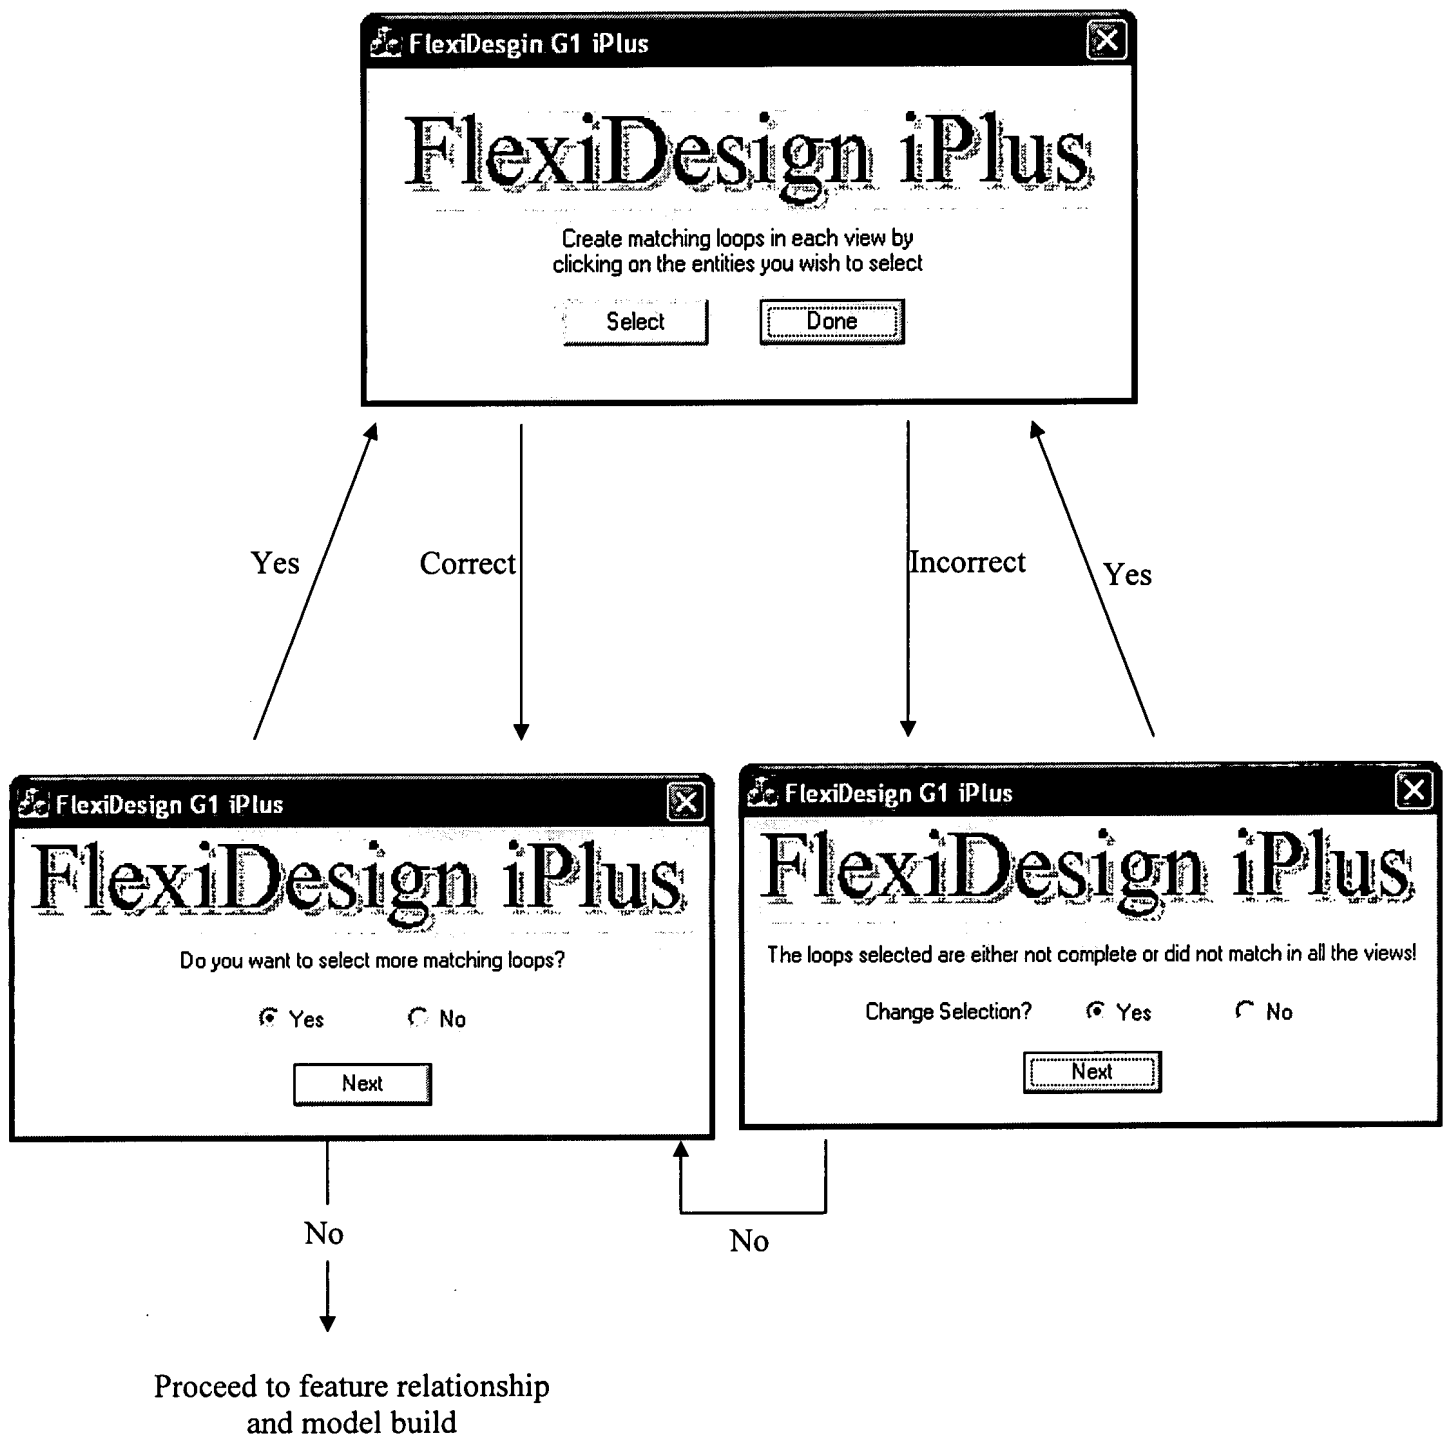 FlexiDesgin G1 iPlus
FlexiDesign iPlus
Create matching loops in each view by
clicking on the entities you wish to select
Select Done
Yes Correct Incorrect Yes
FlexiDesign G1 iPlus
FlexiDesign iPlus
Do you want to select more matching loops?
Yes No
Next
FlexiDesign G1 iPlus
FlexiDesign iPlus
The loops selected are either not complete or did not match in all the views!
Change Selection? Yes No
Next
No
No
Proceed to feature relationship
and model build